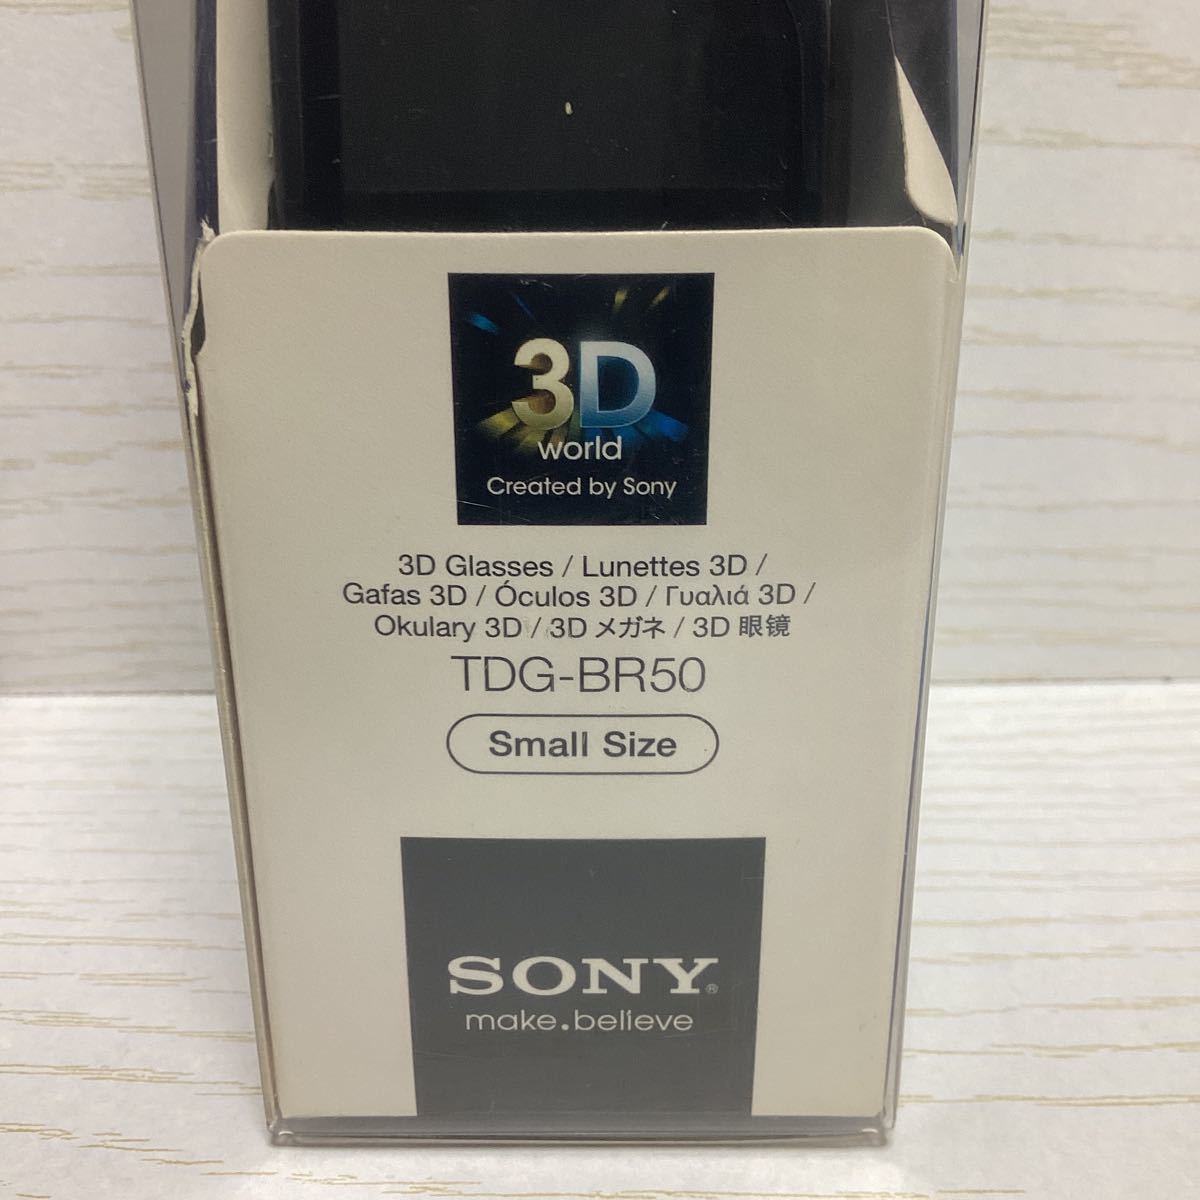 3D
world
Created by Sony
3D Glasses / Lunettes 3D /
Gafas 3D / Óculos 3D / Γυαλιά 3D /
Okulary 3D / 3D メガネ / 3D 眼镜
TDG-BR50
Small Size
SONY®
make.believe